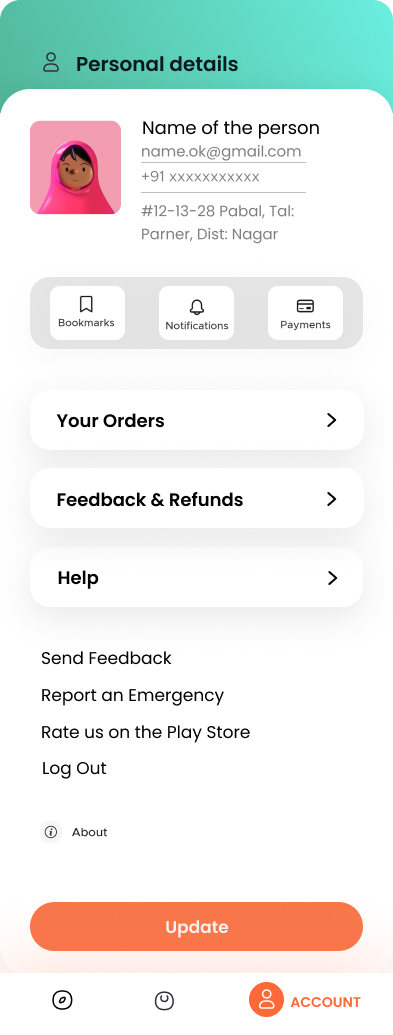 Personal details
Name of the person
name.ok@gmail.com
+91 xxxxxxxxxxx
#12-13-28 Pabal, Tal:
Parner, Dist: Nagar
Bookmarks
Notifications
Payments
Your Orders
Feedback & Refunds
Help
Send Feedback
Report an Emergency
Rate us on the Play Store
Log Out
About
Update
ACCOUNT